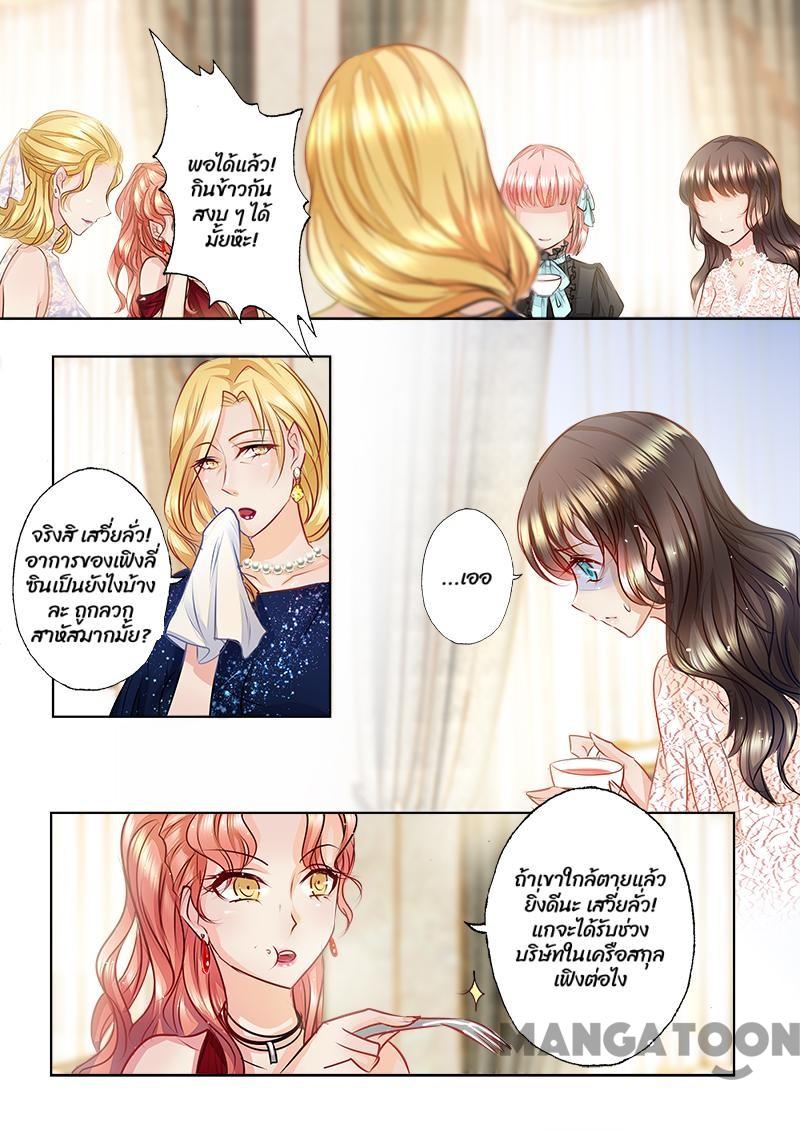 พอได้แล้ว!
กินข้าวกัน
สงบ ๆ ได้
มั้ยห๊ะ!
จริงสิ เสวี่ยลั่ว!
อาการของเฟิงลี่
ซินเป็นยังไงบ้าง
ละ ถูกลวก
สาหัสมากมั้ย?
...เออ
ถ้าเขาใกล้ตายแล้ว
ยิ่งดีนะ เสวี่ยลั่ว!
แกจะได้รับช่วง
บริษัทในเครือสกุล
เฟิงต่อไง
MANGATOON